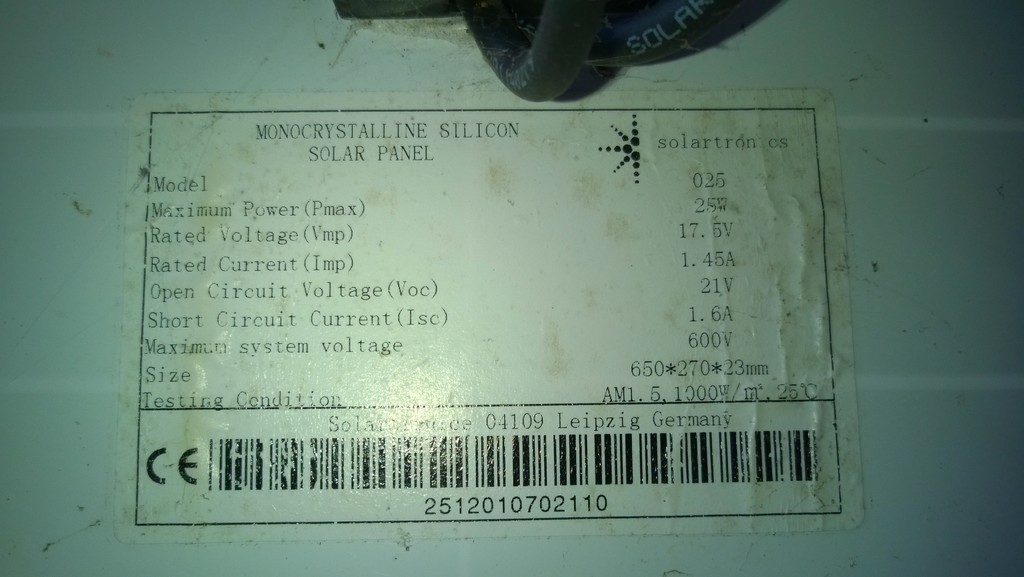 SOLAR
MONOCRYSTALLINE SILICON
SOLAR PANEL
solartron cs
Model 025
Maximum Power(Pmax) 25W
Rated Voltage(Vmp) 17.5V
Rated Current(Imp) 1.45A
Open Circuit Voltage(Voc) 21V
Short Circuit Current(Isc) 1.6A
Maximum system voltage 600V
Size 650*270*23mm
Testing Condition AM1.5,1000W/m²,25℃
04109 Leipzig Germany
CE
2512010702110